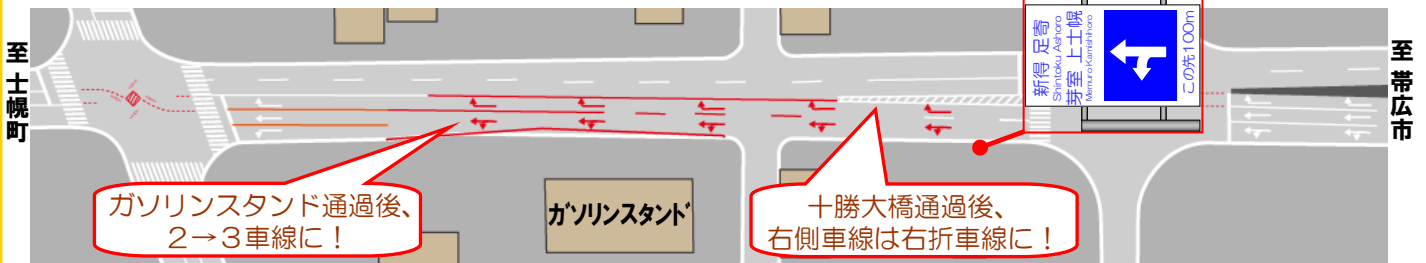 至 士幌町
新得 足寄
Shintoku Ashoro
芽室 上士幌
Memuro Kamishihoro
この先100m
至 帯広市
ガソリンスタンド通過後、
2→3車線に！
ガソリンスタンド
十勝大橋通過後、
右側車線は右折車線に！